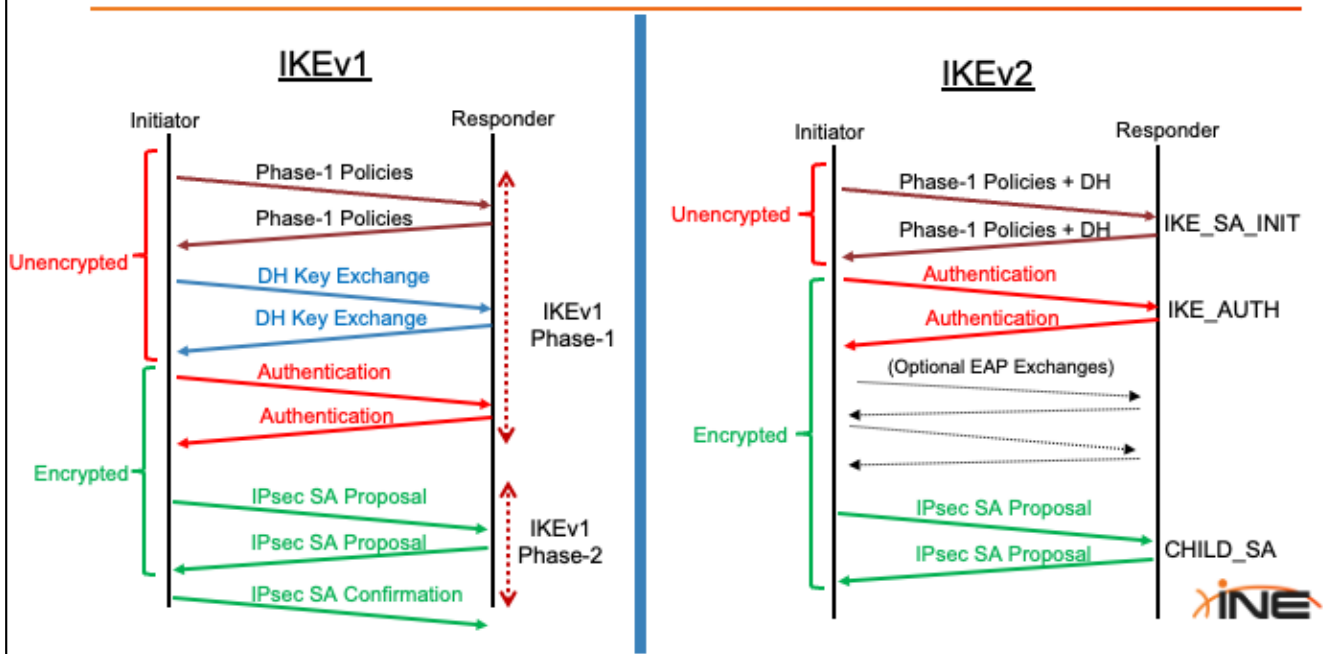 IKEv1
Initiator
Responder
Unencrypted
Phase-1 Policies
Phase-1 Policies
DH Key Exchange
DH Key Exchange
Authentication
Authentication
IKEv1
Phase-1
Encrypted
IPsec SA Proposal
IPsec SA Proposal
IPsec SA Confirmation
IKEv1
Phase-2
IKEv2
Initiator
Responder
Unencrypted
Phase-1 Policies + DH
Phase-1 Policies + DH
IKE_SA_INIT
Authentication
Authentication
IKE_AUTH
(Optional EAP Exchanges)
Encrypted
IPsec SA Proposal
IPsec SA Proposal
CHILD_SA
INE